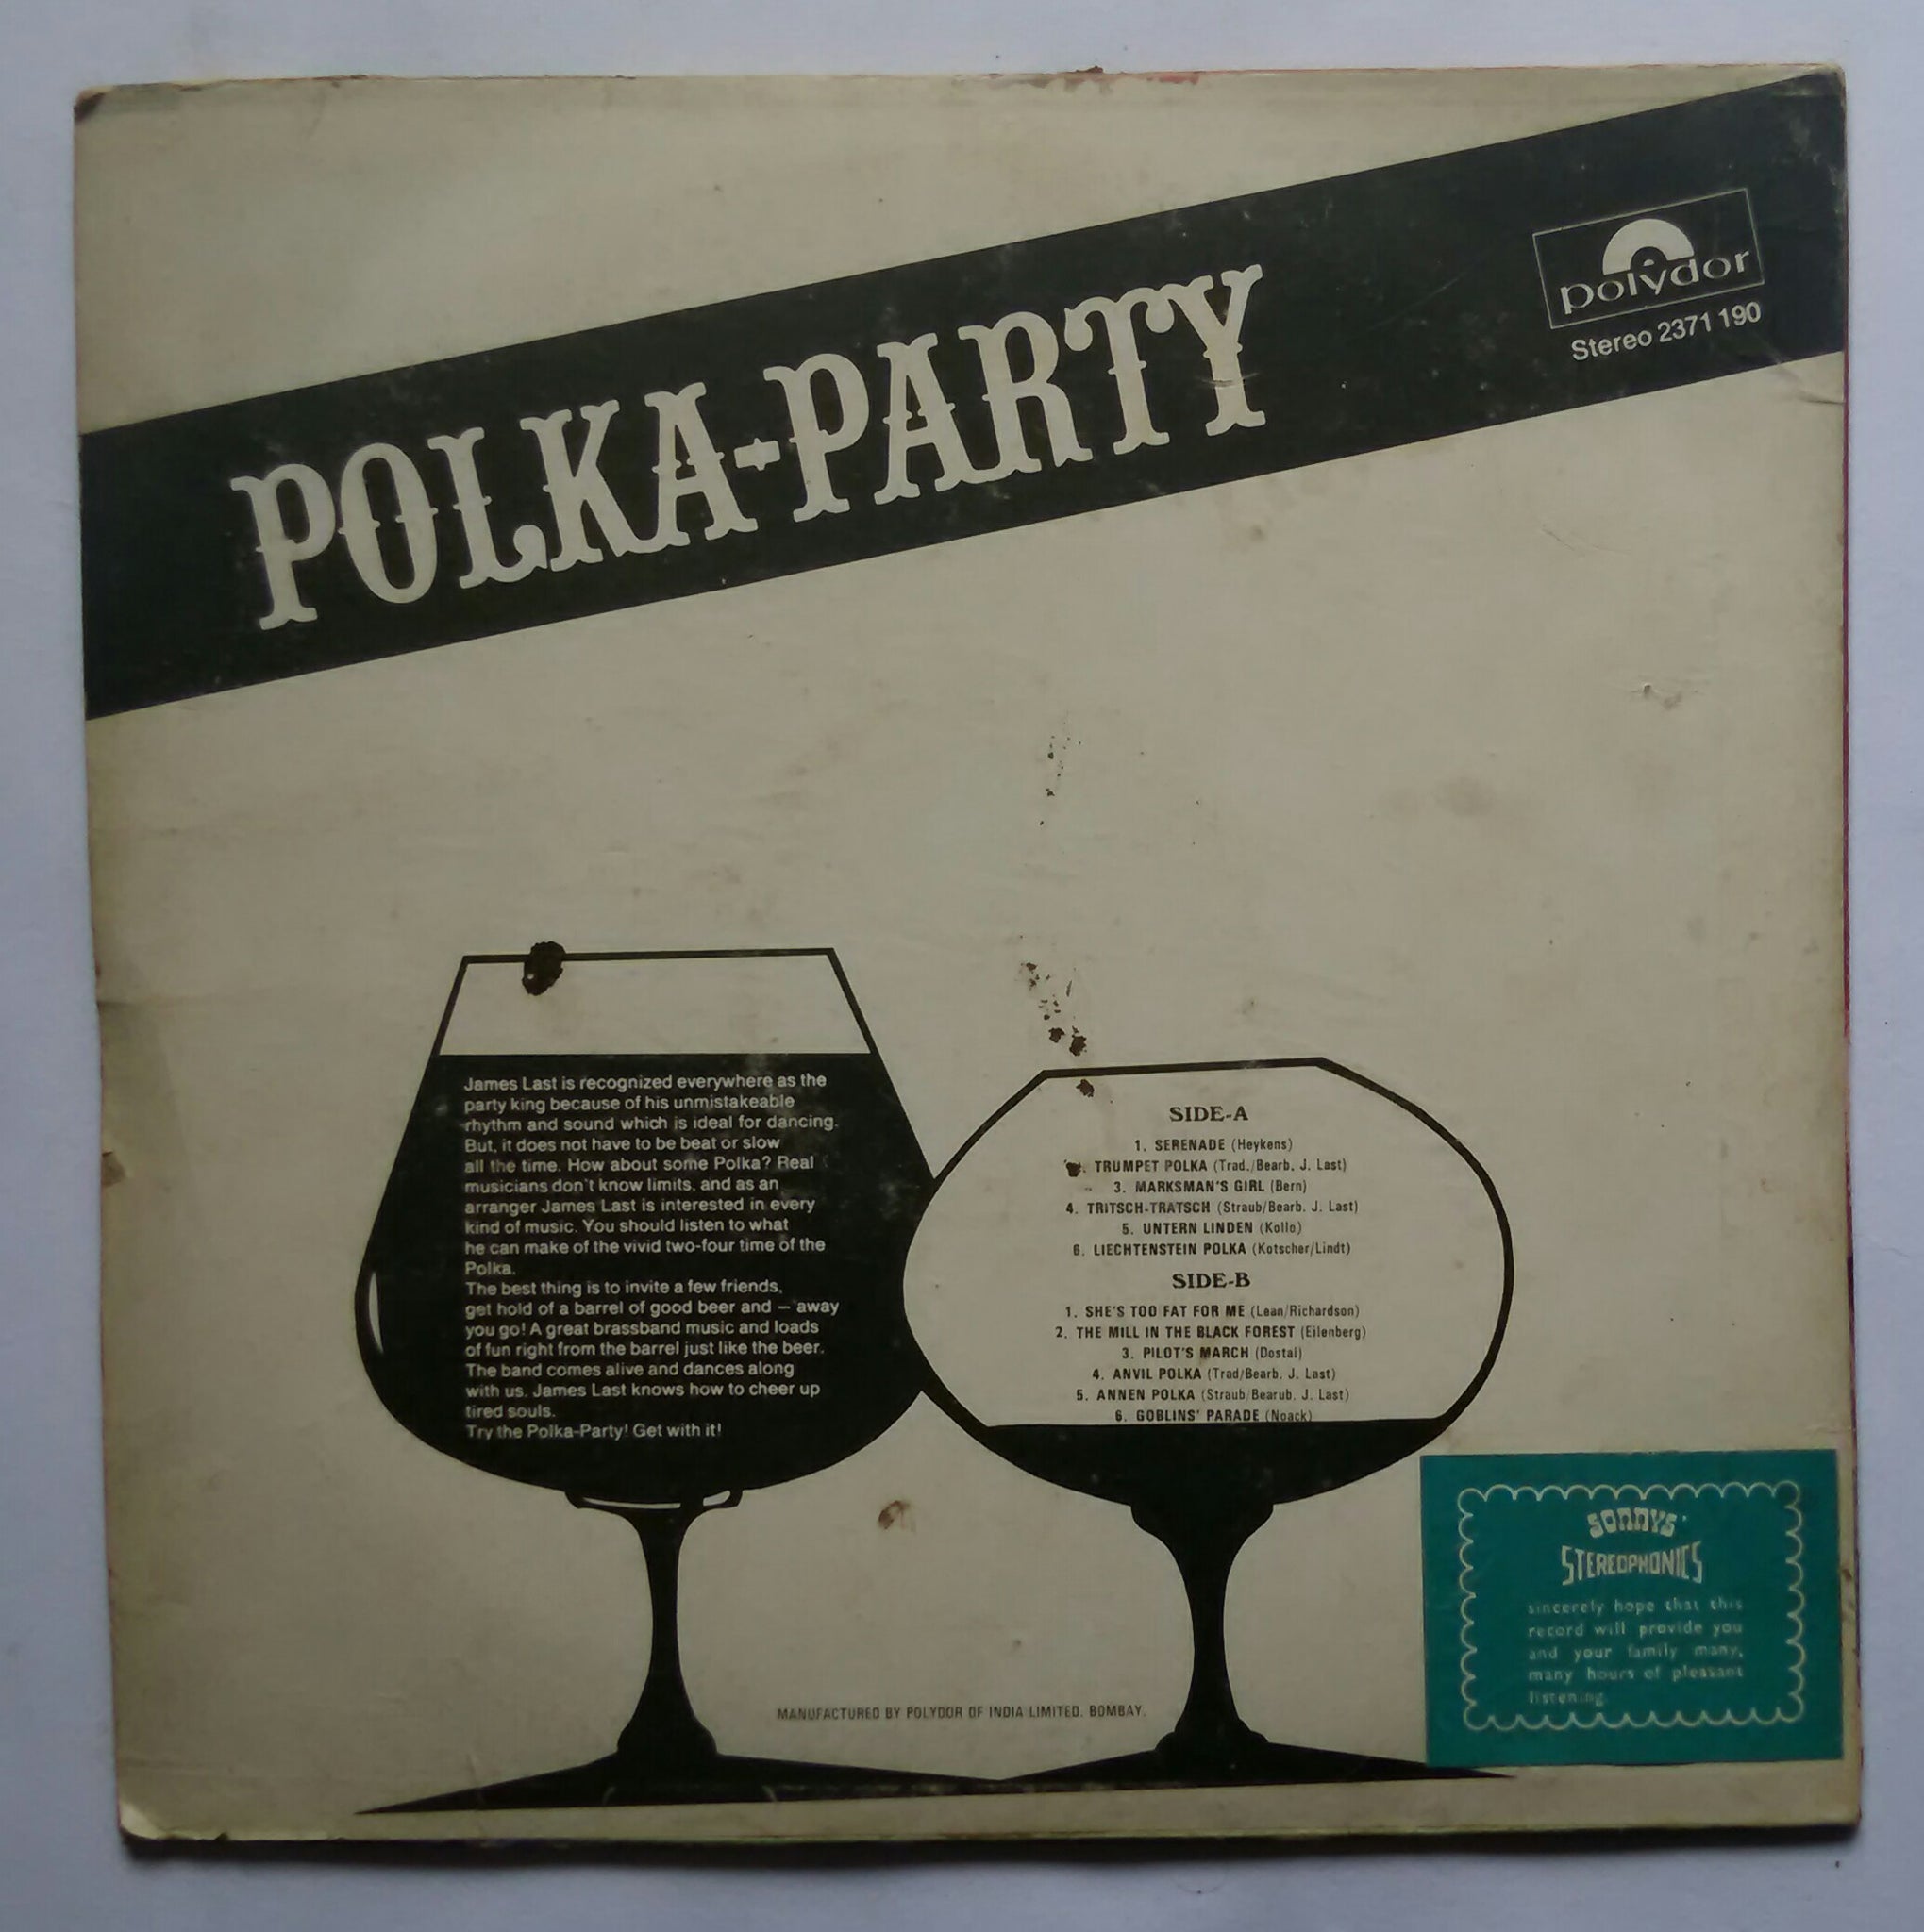 POLKA-PARTY
polydor
Stereo 2371 190
James Last is recognized everywhere as the
party king because of his unmistakeable
rhythm and sound which is ideal for dancing.
But, it does not have to be beat or slow
all the time. How about some Polka? Real
musicians don't know limits, and as an
arranger James Last is interested in every
kind of music. You should listen to what
he can make of the vivid two-four time of the
Polka.
The best thing is to invite a few friends,
get hold of a barrel of good beer and — away
you go! A great brassband music and loads
of fun right from the barrel just like the beer.
The band comes alive and dances along
with us. James Last knows how to cheer up
tired souls.
Try the Polka-Party! Get with it!
SIDE-A
1. SERENADE (Heykens)
TRUMPET POLKA (Trad./Bearb. J. Last)
3. MARKSMAN'S GIRL (Bern)
4. TRITSCH-TRATSCH (Straub/Bearb. J. Last)
5. UNTERN LINDEN (Kollo)
6. LIECHTENSTEIN POLKA (Kotscher/Lindt)
SIDE-B
1. SHE'S TOO FAT FOR ME (Lean/Richardson)
2. THE MILL IN THE BLACK FOREST (Eilenberg)
3. PILOT'S MARCH (Dostal)
4. ANVIL POLKA (Trad/Bearb. J. Last)
5. ANNEN POLKA (Straub/Bearub. J. Last)
6. GOBLINS' PARADE (Noack)
MANUFACTURED BY POLYDOR OF INDIA LIMITED. BOMBAY.
SONNYS'
STEREOPHONICS
sincerely hope that this
record will provide you
and your family many,
many hours of pleasant
listening.